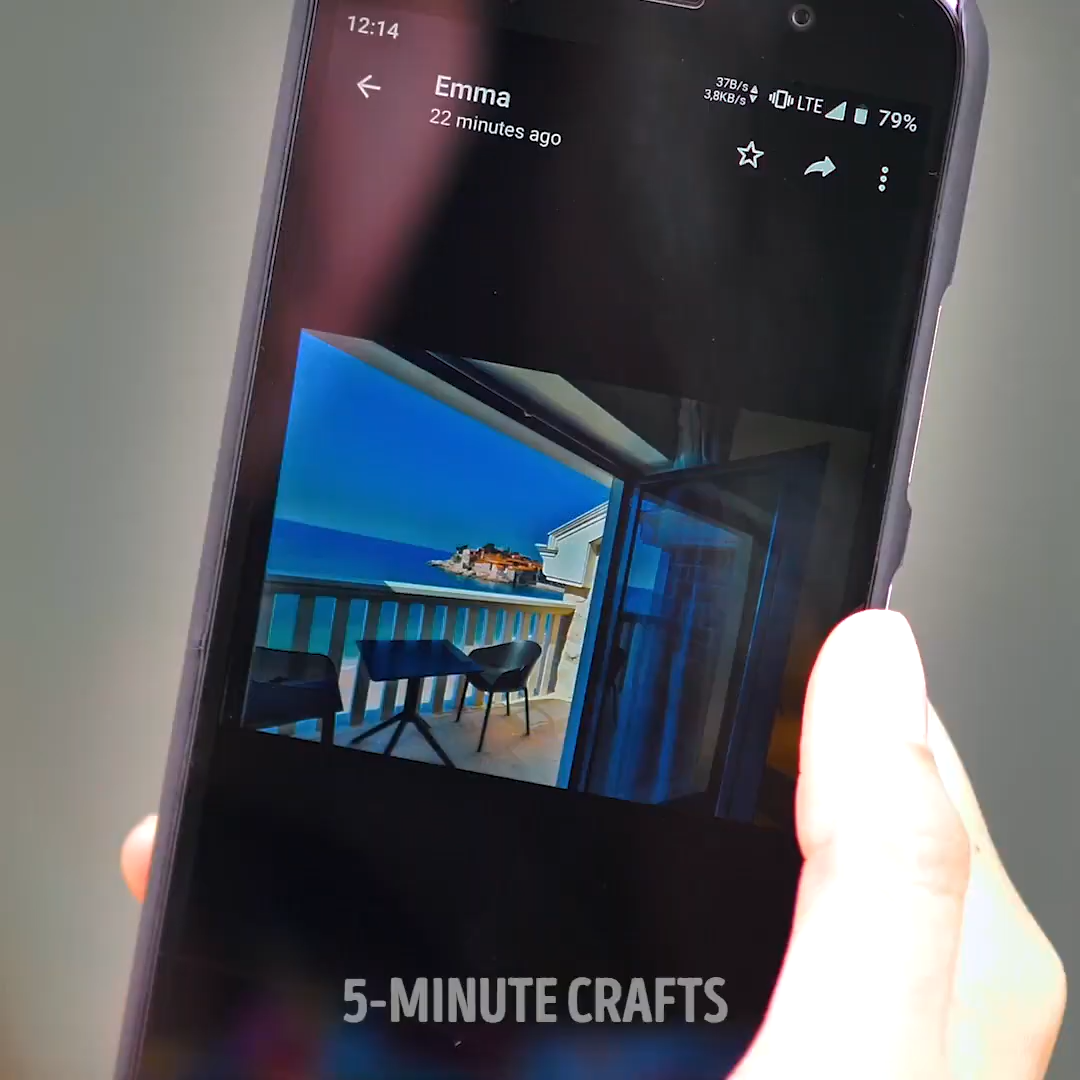 12:14
37B/s
3,8KB/s
LTE
79%
Emma
22 minutes ago
5-MINUTE CRAFTS